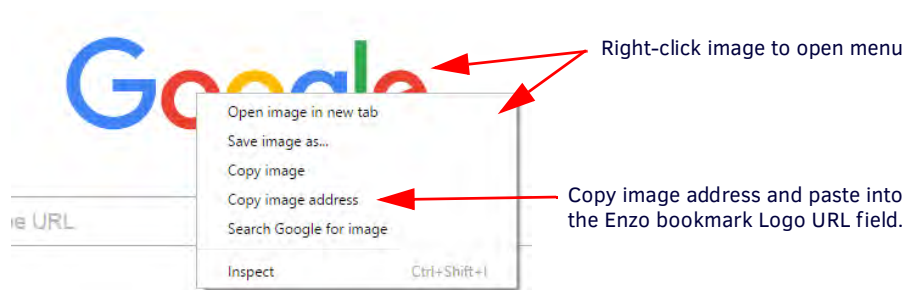 Google
Right-click image to open menu
Open image in new tab
Save image as...
Copy image
Copy image address
Copy image address and paste into
the Enzo bookmark Logo URL field.
URL
Search Google for image
Inspect Ctrl+Shift+I